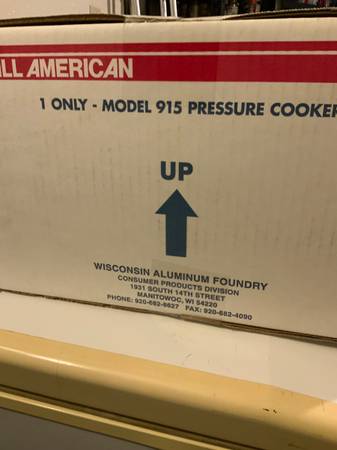 LL AMERICAN
1 ONLY - MODEL 915 PRESSURE COOKER
UP
WISCONSIN ALUMINUM FOUNDRY
CONSUMER PRODUCTS DIVISION
1931 SOUTH 14TH STREET
MANITOWOC, WI 54220
PHONE: 920-682-8627 FAX: 920-682-4090